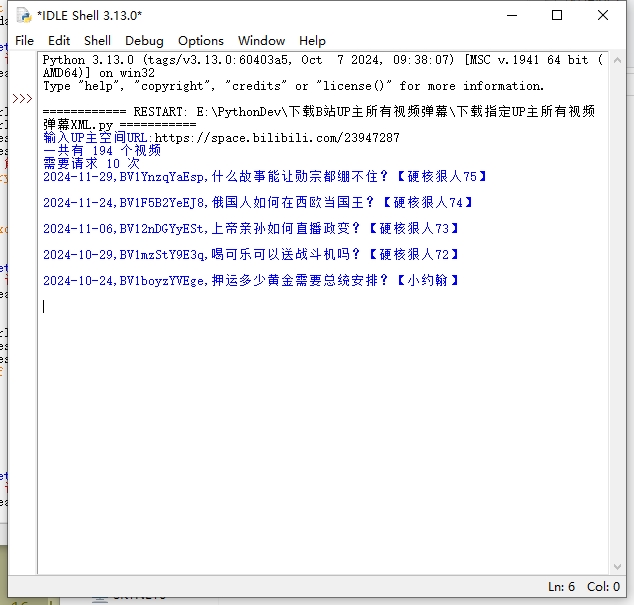 *IDLE Shell 3.13.0*
File Edit Shell Debug Options Window Help
Python 3.13.0 (tags/v3.13.0:60403a5, Oct  7 2024, 09:38:07) [MSC v.1941 64 bit (
AMD64)] on win32
Type "help", "copyright", "credits" or "license()" for more information.
>>>
============ RESTART: E:\PythonDev\下载B站UP主所有视频弹幕\下载指定UP主所有视频
弹幕XML.py ===========
输入UP主空间URL:https://space.bilibili.com/23947287
一共有 194 个视频
需要请求 10 次
2024-11-29,BV1YnzqYaEsp,什么故事能让勋宗都绷不住？【硬核狠人75】
2024-11-24,BV1F5B2YeEJ8,俄国人如何在西欧当国王？【硬核狠人74】
2024-11-06,BV12nDGYyESt,上帝亲孙如何直播政变？【硬核狠人73】
2024-10-29,BV1mzStY9E3q,喝可乐可以送战斗机吗？【硬核狠人72】
2024-10-24,BV1boyzYVEge,押运多少黄金需要总统安排？【小约翰】
Ln: 6 Col: 0